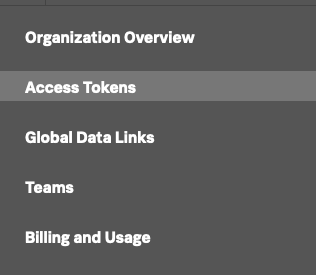 Organization Overview
Access Tokens
Global Data Links
Teams
Billing and Usage